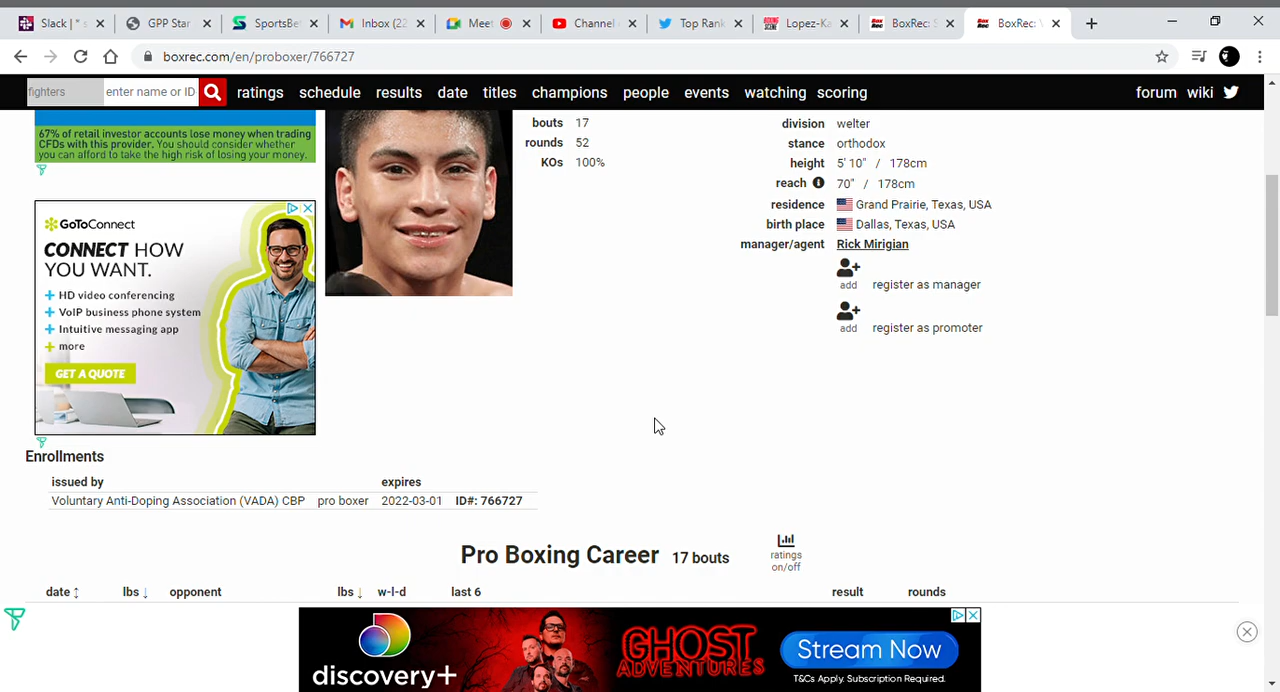 Slack | *
GPP Star
SportsBe
Inbox (22
Meet
Channel
Top Rank
Lopez-Ka
BoxRec: S
BoxRec: V
boxrec.com/en/proboxer/766727
fighters
enter name or ID
ratings
schedule
results
date
titles
champions
people
events
watching
scoring
forum
wiki
67% of retail investor accounts lose money when trading
CFDs with this provider. You should consider whether
you can afford to take the high risk of losing your money.
GoToConnect
CONNECT HOW
YOU WANT.
+ HD video conferencing
+ VoIP business phone system
+ Intuitive messaging app
+ more
GET A QUOTE
bouts 17
rounds 52
KOs 100%
division welter
stance orthodox
height 5' 10" / 178cm
reach 70" / 178cm
residence Grand Prairie, Texas, USA
birth place Dallas, Texas, USA
manager/agent Rick Mirigian
add register as manager
add register as promoter
Enrollments
issued by expires
Voluntary Anti-Doping Association (VADA) CBP pro boxer 2022-03-01 ID#: 766727
Pro Boxing Career 17 bouts
ratings
on/off
date lbs opponent lbs w-l-d last 6 result rounds
discovery+
GHOST
ADVENTURES
Stream Now
T&Cs Apply. Subscription Required.